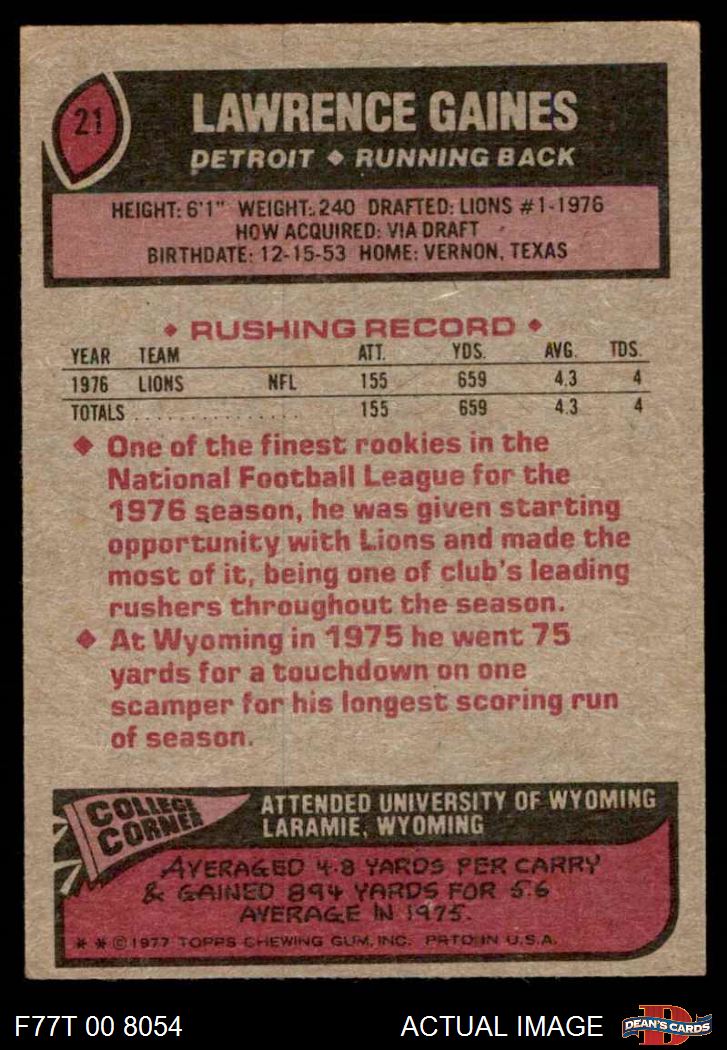 21
LAWRENCE GAINES
DETROIT ◆ RUNNING BACK
HEIGHT: 6'1" WEIGHT: 240 DRAFTED: LIONS #1-1976
HOW ACQUIRED: VIA DRAFT
BIRTHDATE: 12-15-53 HOME: VERNON, TEXAS
◆ RUSHING RECORD ◆
YEAR TEAM ATT. YDS. AVG. TDS.
1976 LIONS NFL 155 659 4.3 4
TOTALS . . . . . . . . . . . . . . . 155 659 4.3 4
◆ One of the finest rookies in the
National Football League for the
1976 season, he was given starting
opportunity with Lions and made the
most of it, being one of club's leading
rushers throughout the season.
◆ At Wyoming in 1975 he went 75
yards for a touchdown on one
scamper for his longest scoring run
of season.
COLLEGE
CORNER
ATTENDED UNIVERSITY OF WYOMING
LARAMIE, WYOMING
AVERAGED 4.8 YARDS PER CARRY
& GAINED 894 YARDS FOR 5.6
AVERAGE IN 1975.
* * © 1977 TOPPS CHEWING GUM, INC. PRTD IN U.S.A.
F77T 00 8054
ACTUAL IMAGE
D
DEAN'S CARDS